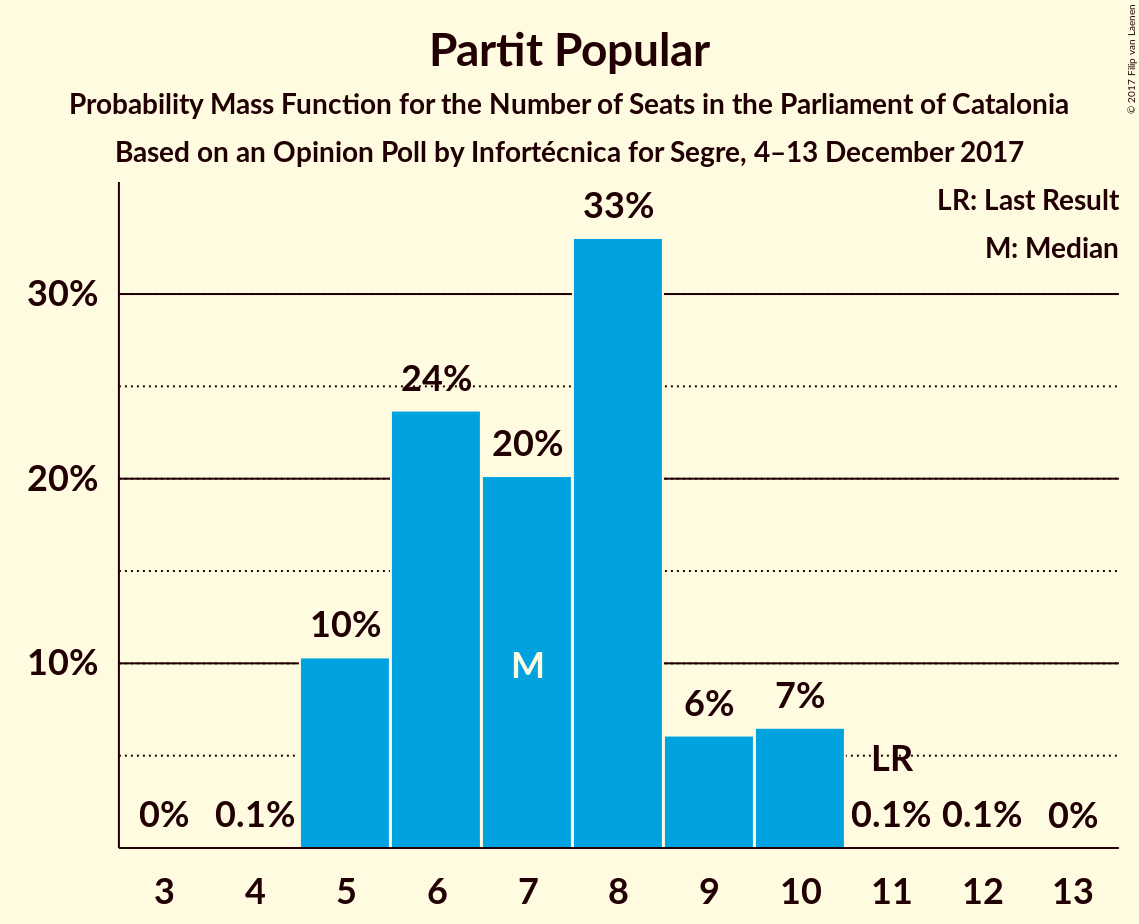 Partit Popular
Probability Mass Function for the Number of Seats in the Parliament of Catalonia
Based on an Opinion Poll by Infortécnica for Segre, 4–13 December 2017
© 2017 Filip van Laenen
LR: Last Result
M: Median
33%
30%
24%
20%
20%
10%
10%
M
6%
7%
LR
0%
0.1%
0.1%
0.1%
0%
3 4 5 6 7 8 9 10 11 12 13